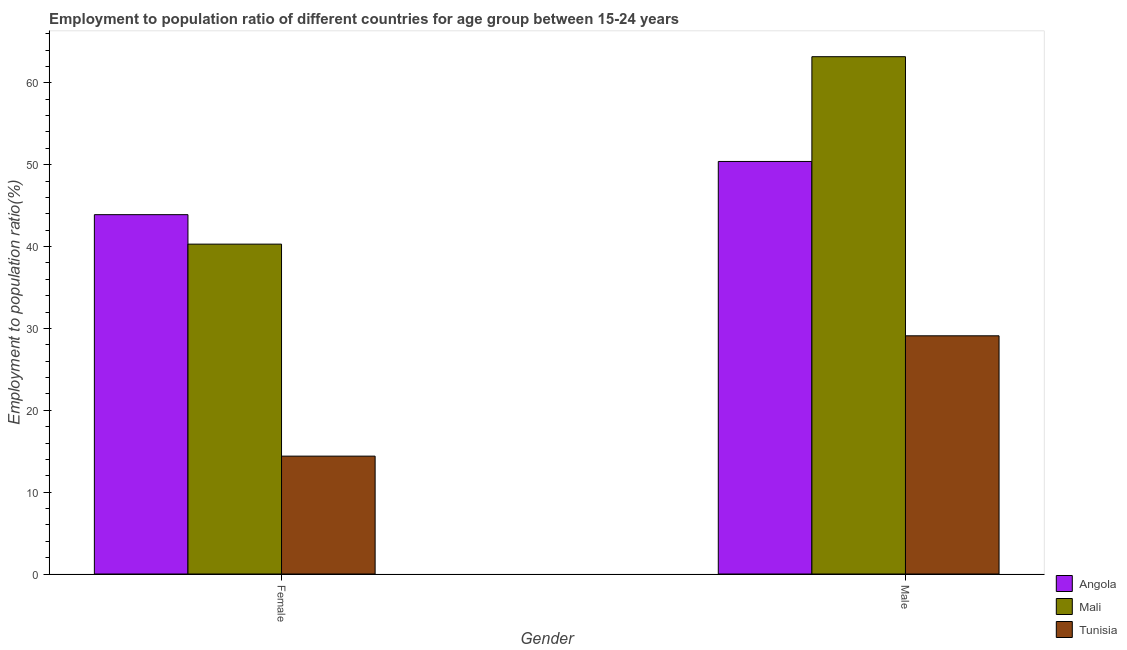 Employment to population ratio of different countries for age group between 15-24 years
Employment to population ratio(%)
60
50
40
30
20
10
0
Female
Male
Gender
Angola
Mali
Tunisia